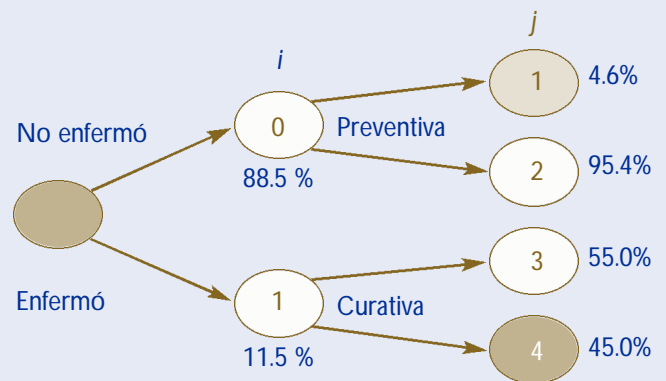 j
i
1 4.6%
No enfermó
0 Preventiva
88.5 %
2 95.4%
3 55.0%
Enfermó
1 Curativa
11.5 %
4 45.0%